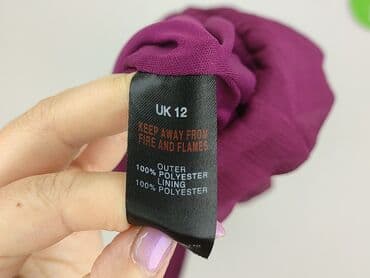 UK 12
KEEP AWAY FROM
FIRE AND FLAMES
OUTER
100% POLYESTER
LINING
100% POLYESTER